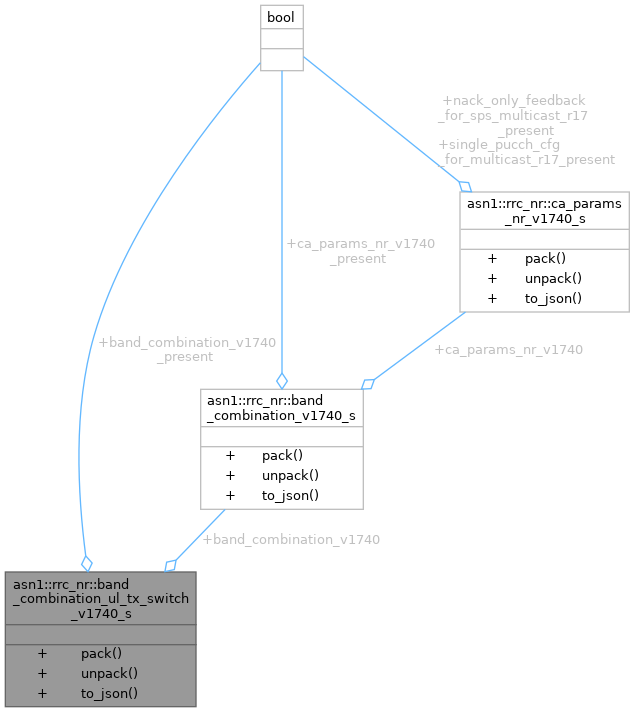 bool
+nack_only_feedback
_for_sps_multicast_r17
_present
+single_pucch_cfg
_for_multicast_r17_present
asn1::rrc_nr::ca_params
_nr_v1740_s
+ pack()
+ unpack()
+ to_json()
+ca_params_nr_v1740
_present
+band_combination_v1740
_present
+ca_params_nr_v1740
asn1::rrc_nr::band
_combination_v1740_s
+ pack()
+ unpack()
+ to_json()
+band_combination_v1740
asn1::rrc_nr::band
_combination_ul_tx_switch
_v1740_s
+ pack()
+ unpack()
+ to_json()